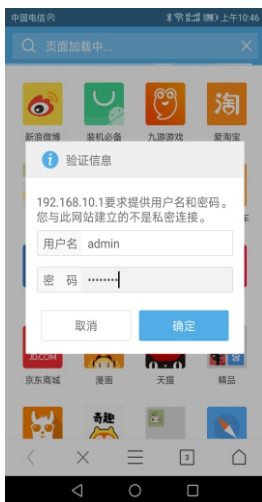 中国电信 上午10:46
页面加载中...
新浪微博 装机必备 九游游戏 爱淘宝
淘
验证信息
192.168.10.1要求提供用户名和密码。
您与此网站建立的不是私密连接。
用户名 admin
密 码 ········
取消 确定
JD.COM
京东商城 漫画 天猫 精品
奇趣
3